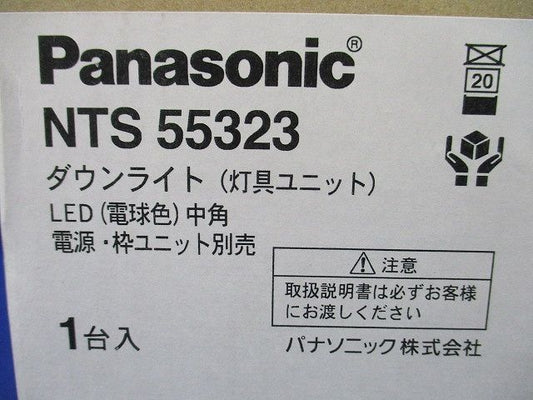 Panasonic®
NTS 55323
ダウンライト（灯具ユニット）
LED（電球色）中角
電源・枠ユニット別売
1台入
20
⚠ 注意
取扱説明書は必ずお客様
にお渡しください
パナソニック株式会社